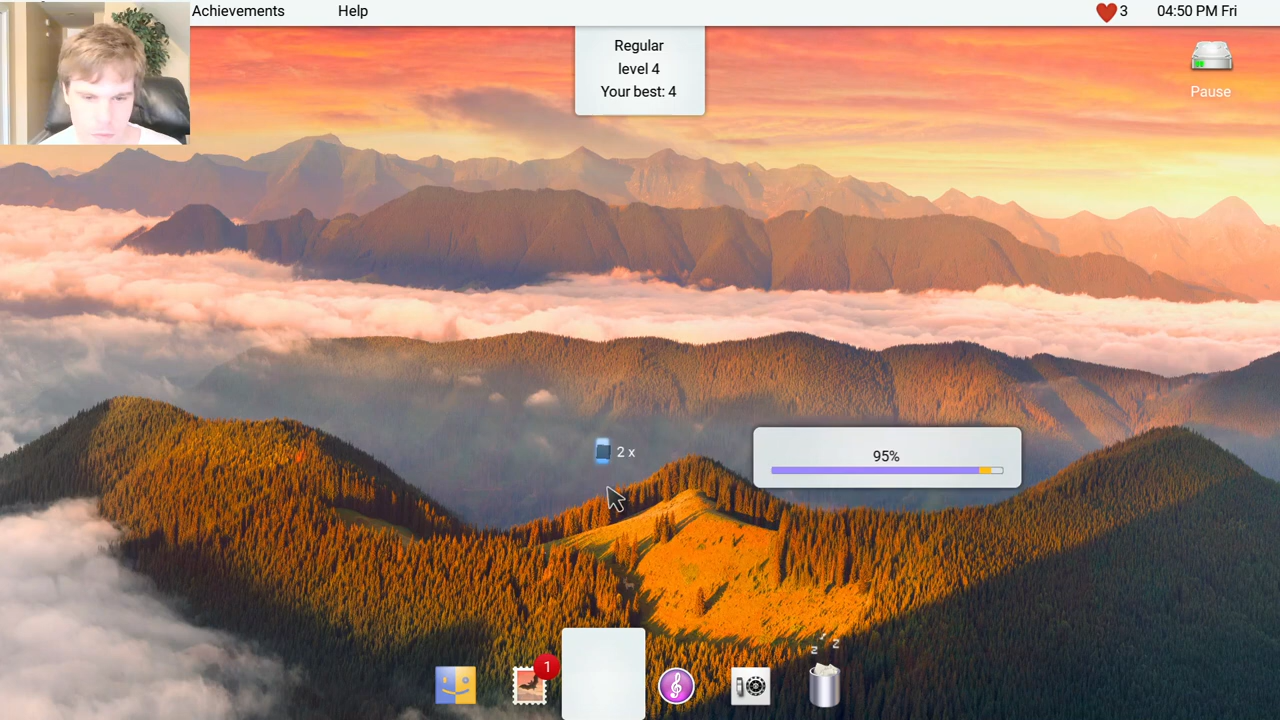 Achievements
Help
3
04:50 PM Fri
Regular
level 4
Your best: 4
Pause
2 x
95%
1
z
z
z